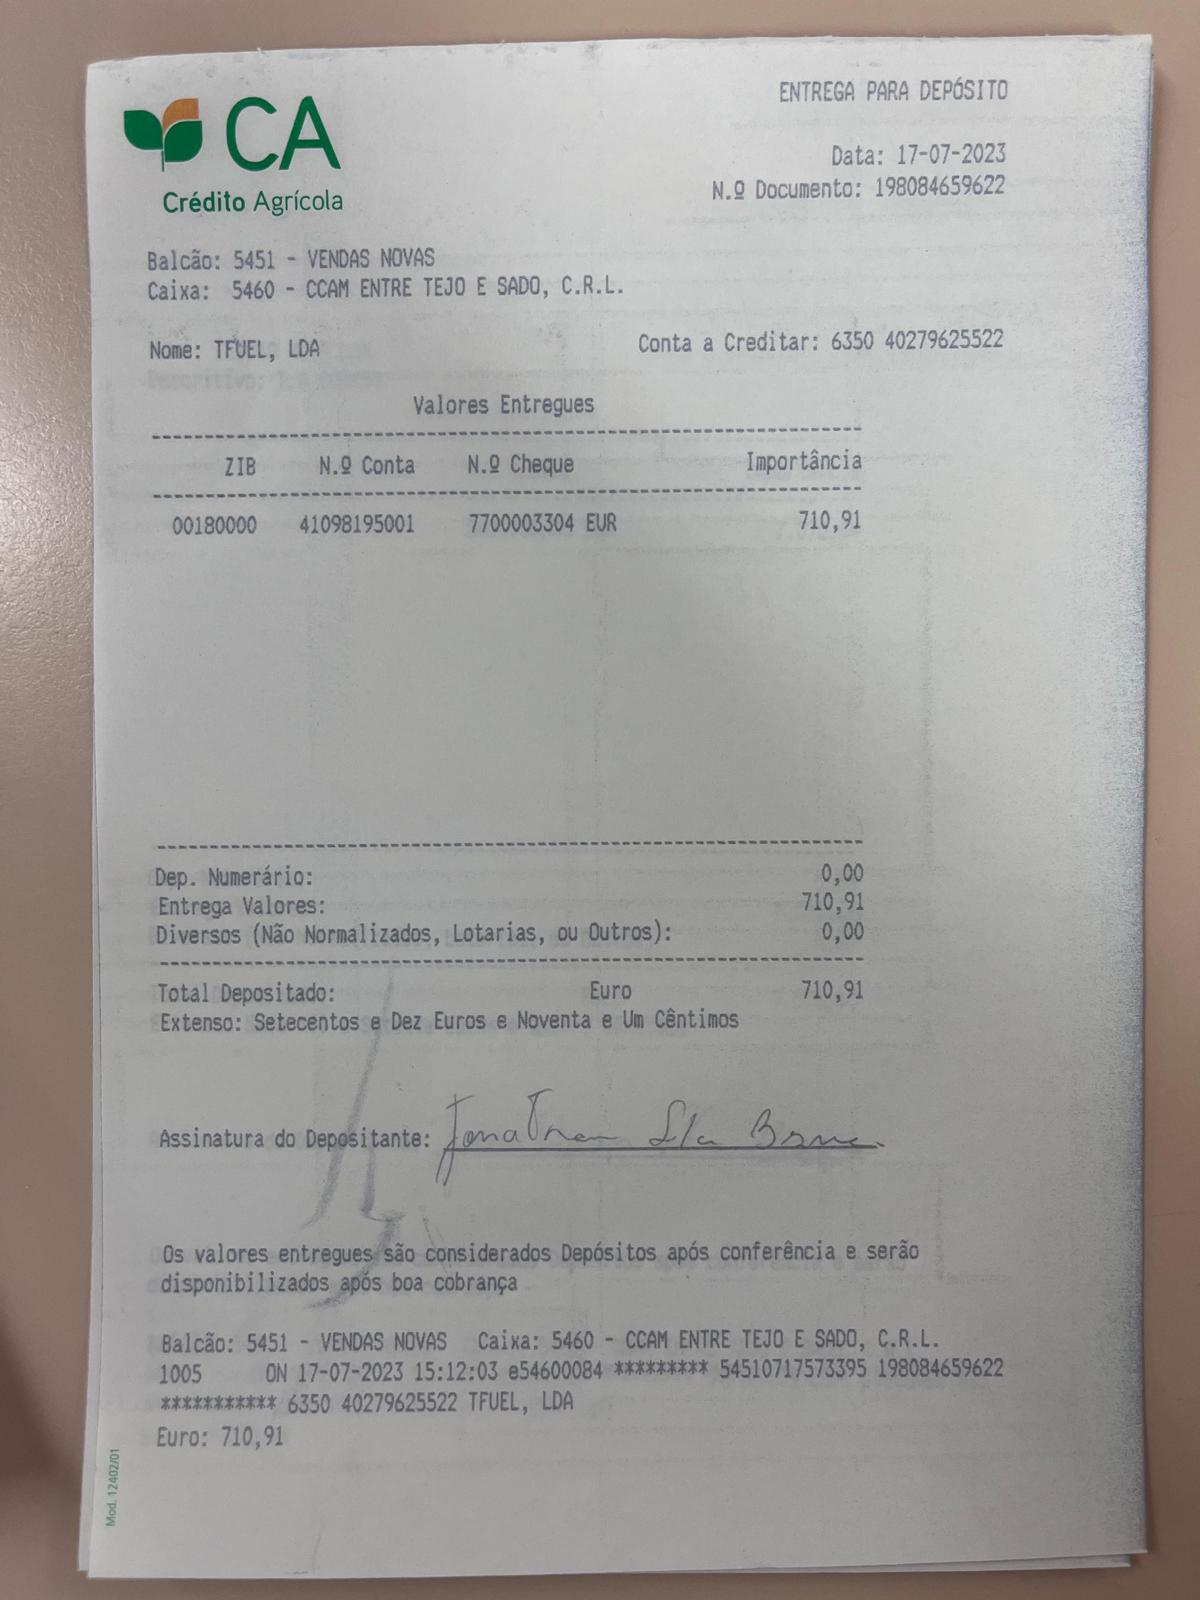 CA
Crédito Agrícola
ENTREGA PARA DEPÓSITO
Data: 17-07-2023
N.º Documento: 198084659622
Balcão: 5451 - VENDAS NOVAS
Caixa: 5460 - CCAM ENTRE TEJO E SADO, C.R.L.
Nome: TFUEL, LDA Conta a Creditar: 6350 40279625522
Valores Entregues
ZIB N.º Conta N.º Cheque Importância
00180000 41098195001 7700003304 EUR 710,91
Dep. Numerário: 0,00
Entrega Valores: 710,91
Diversos (Não Normalizados, Lotarias, ou Outros): 0,00
Total Depositado: Euro 710,91
Extenso: Setecentos e Dez Euros e Noventa e Um Cêntimos
Assinatura do Depositante: Jonathan
Os valores entregues são considerados Depósitos após conferência e serão
disponibilizados após boa cobrança
Balcão: 5451 - VENDAS NOVAS Caixa: 5460 - CCAM ENTRE TEJO E SADO, C.R.L.
1005 ON 17-07-2023 15:12:03 e54600084 ********* 54510717573395 198084659622
*********** 6350 40279625522 TFUEL, LDA
Euro: 710,91
Mod. 12402/01